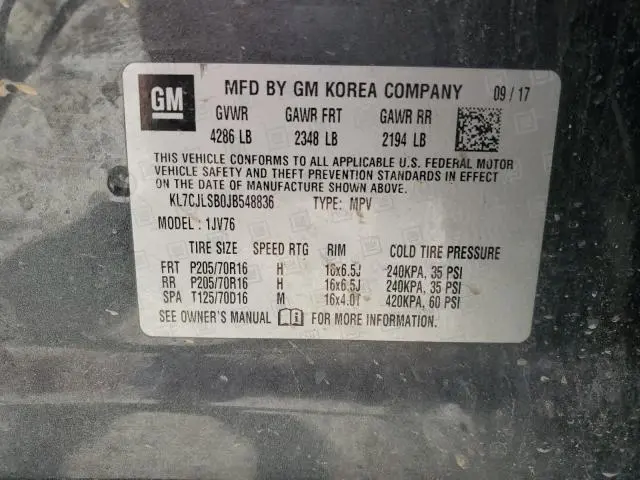 GM
MFD BY GM KOREA COMPANY 09 / 17
GVWR GAWR FRT GAWR RR
4286 LB 2348 LB 2194 LB
THIS VEHICLE CONFORMS TO ALL APPLICABLE U.S. FEDERAL MOTOR
VEHICLE SAFETY AND THEFT PREVENTION STANDARDS IN EFFECT
ON DATE OF MANUFACTURE SHOWN ABOVE.
KL7CJLSB0JB548836 TYPE: MPV
MODEL : 1JV76
TIRE SIZE SPEED RTG RIM COLD TIRE PRESSURE
FRT P205/70R16 H 16x6.5J 240KPA, 35 PSI
RR P205/70R16 H 16x6.5J 240KPA, 35 PSI
SPA T125/70D16 M 16x4.0T 420KPA, 60 PSI
SEE OWNER'S MANUAL i FOR MORE INFORMATION.